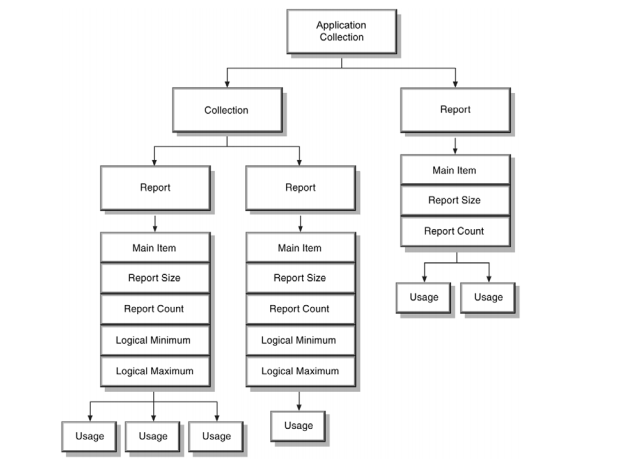 Application
Collection
Collection
Report
Report
Report
Main Item
Report Size
Report Count
Main Item
Report Size
Report Count
Logical Minimum
Logical Maximum
Main Item
Report Size
Report Count
Logical Minimum
Logical Maximum
Usage
Usage
Usage
Usage
Usage
Usage